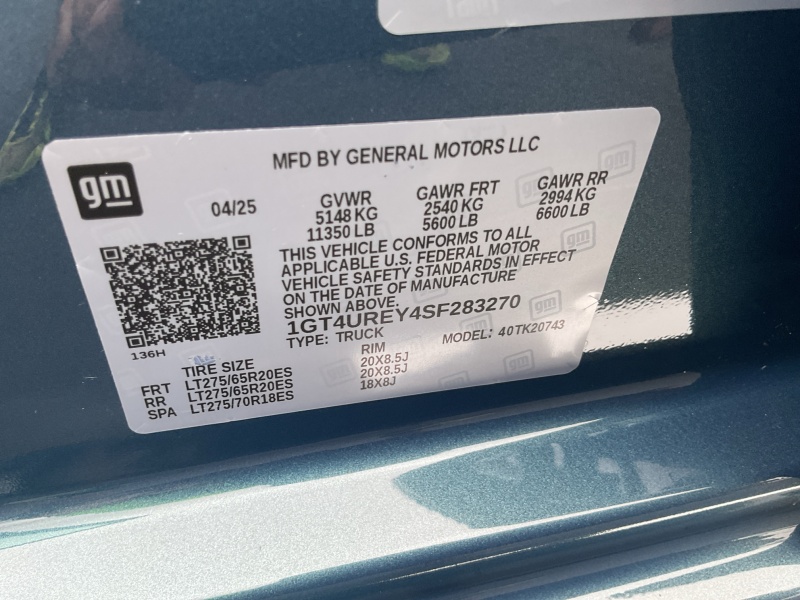 MFD BY GENERAL MOTORS LLC
gm
04/25
GVWR
5148 KG
11350 LB
GAWR FRT
2540 KG
5600 LB
GAWR RR
2994 KG
6600 LB
THIS VEHICLE CONFORMS TO ALL
APPLICABLE U.S. FEDERAL MOTOR
VEHICLE SAFETY STANDARDS IN EFFECT
ON THE DATE OF MANUFACTURE
SHOWN ABOVE.
1GT4UREY4SF283270
TYPE: TRUCK
MODEL: 40TK20743
136H
TIRE SIZE RIM
FRT LT275/65R20ES 20X8.5J
RR LT275/65R20ES 20X8.5J
SPA LT275/70R18ES 18X8J